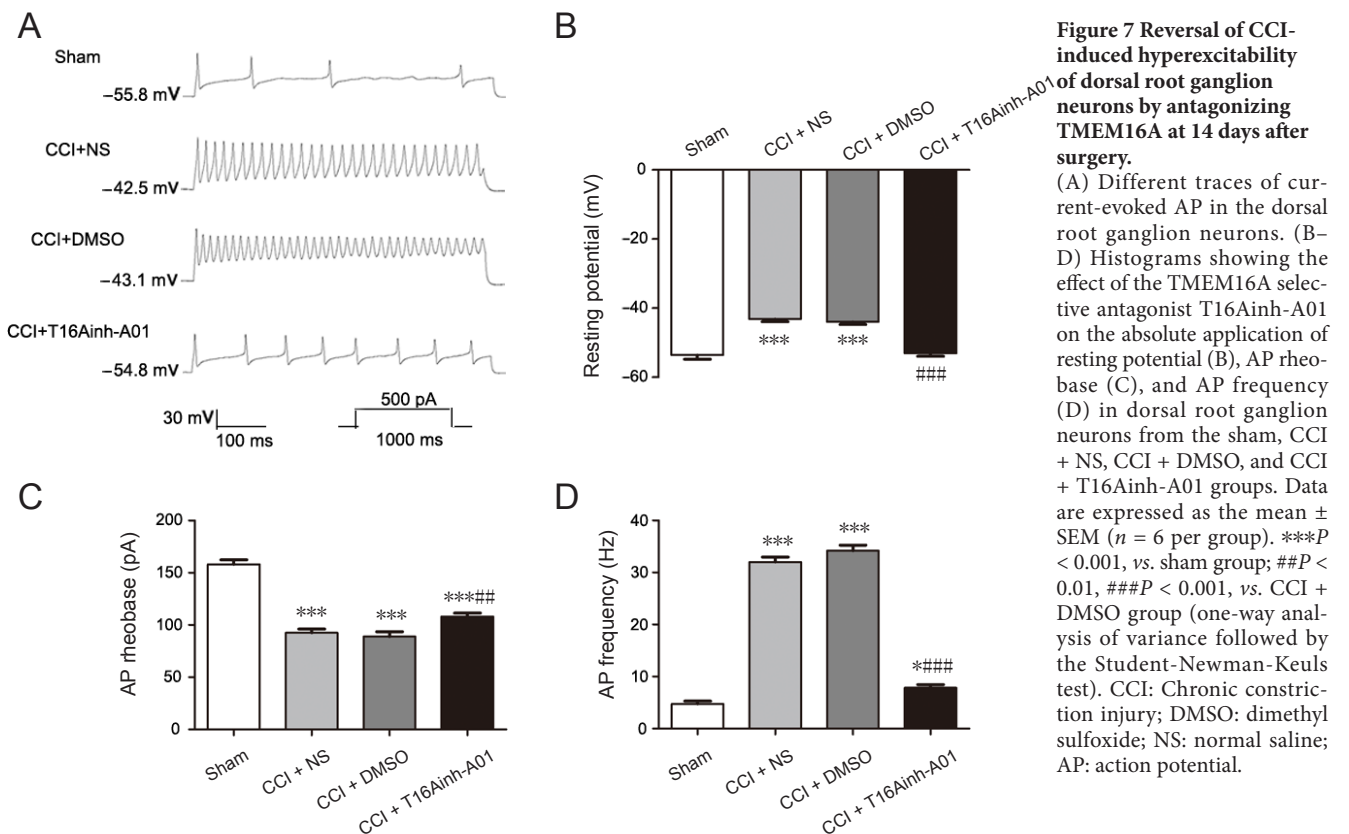 A
Sham
−55.8 mV
CCI+NS
−42.5 mV
CCI+DMSO
−43.1 mV
CCI+T16Ainh-A01
−54.8 mV
30 mV
100 ms
500 pA
1000 ms
B
Sham
CCI + NS
CCI + DMSO
CCI + T16Ainh-A01
Resting potential (mV)
0
−20
−40
−60
***
***
###
C
AP rheobase (pA)
200
150
100
50
0
***
***
***##
Sham
CCI + NS
CCI + DMSO
CCI + T16Ainh-A01
D
AP frequency (Hz)
40
30
20
10
0
***
***
*###
Sham
CCI + NS
CCI + DMSO
CCI + T16Ainh-A01
Figure 7 Reversal of CCI-
induced hyperexcitability
of dorsal root ganglion
neurons by antagonizing
TMEM16A at 14 days after
surgery.
(A) Different traces of cur-
rent-evoked AP in the dorsal
root ganglion neurons. (B–
D) Histograms showing the
effect of the TMEM16A selec-
tive antagonist T16Ainh-A01
on the absolute application of
resting potential (B), AP rheo-
base (C), and AP frequency
(D) in dorsal root ganglion
neurons from the sham, CCI
+ NS, CCI + DMSO, and CCI
+ T16Ainh-A01 groups. Data
are expressed as the mean ±
SEM (n = 6 per group). ***P
< 0.001, vs. sham group; ##P <
0.01, ###P < 0.001, vs. CCI +
DMSO group (one-way anal-
ysis of variance followed by
the Student-Newman-Keuls
test). CCI: Chronic constric-
tion injury; DMSO: dimethyl
sulfoxide; NS: normal saline;
AP: action potential.